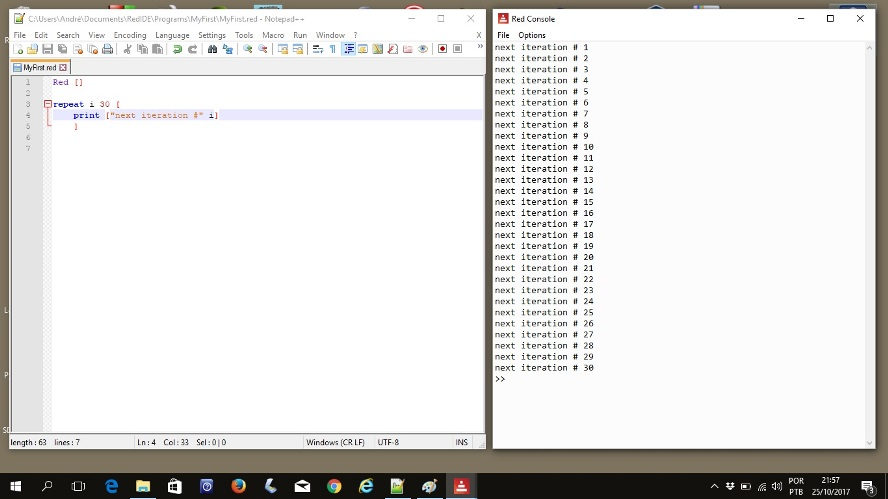 C:\Users\André\Documents\RedIDE\Programs\MyFirst\MyFirst.red - Notepad++
File Edit Search View Encoding Language Settings Tools Macro Run Window ? X
MyFirst.red
1 Red []
2
3 repeat i 30 [
4 print ["next iteration #" i]
5 ]
6
7
length : 63 lines : 7 Ln : 4 Col : 33 Sel : 0 | 0 Windows (CR LF) UTF-8 INS
Red Console
File Options
next iteration # 1
next iteration # 2
next iteration # 3
next iteration # 4
next iteration # 5
next iteration # 6
next iteration # 7
next iteration # 8
next iteration # 9
next iteration # 10
next iteration # 11
next iteration # 12
next iteration # 13
next iteration # 14
next iteration # 15
next iteration # 16
next iteration # 17
next iteration # 18
next iteration # 19
next iteration # 20
next iteration # 21
next iteration # 22
next iteration # 23
next iteration # 24
next iteration # 25
next iteration # 26
next iteration # 27
next iteration # 28
next iteration # 29
next iteration # 30
>>
POR 21:57
PTB 25/10/2017